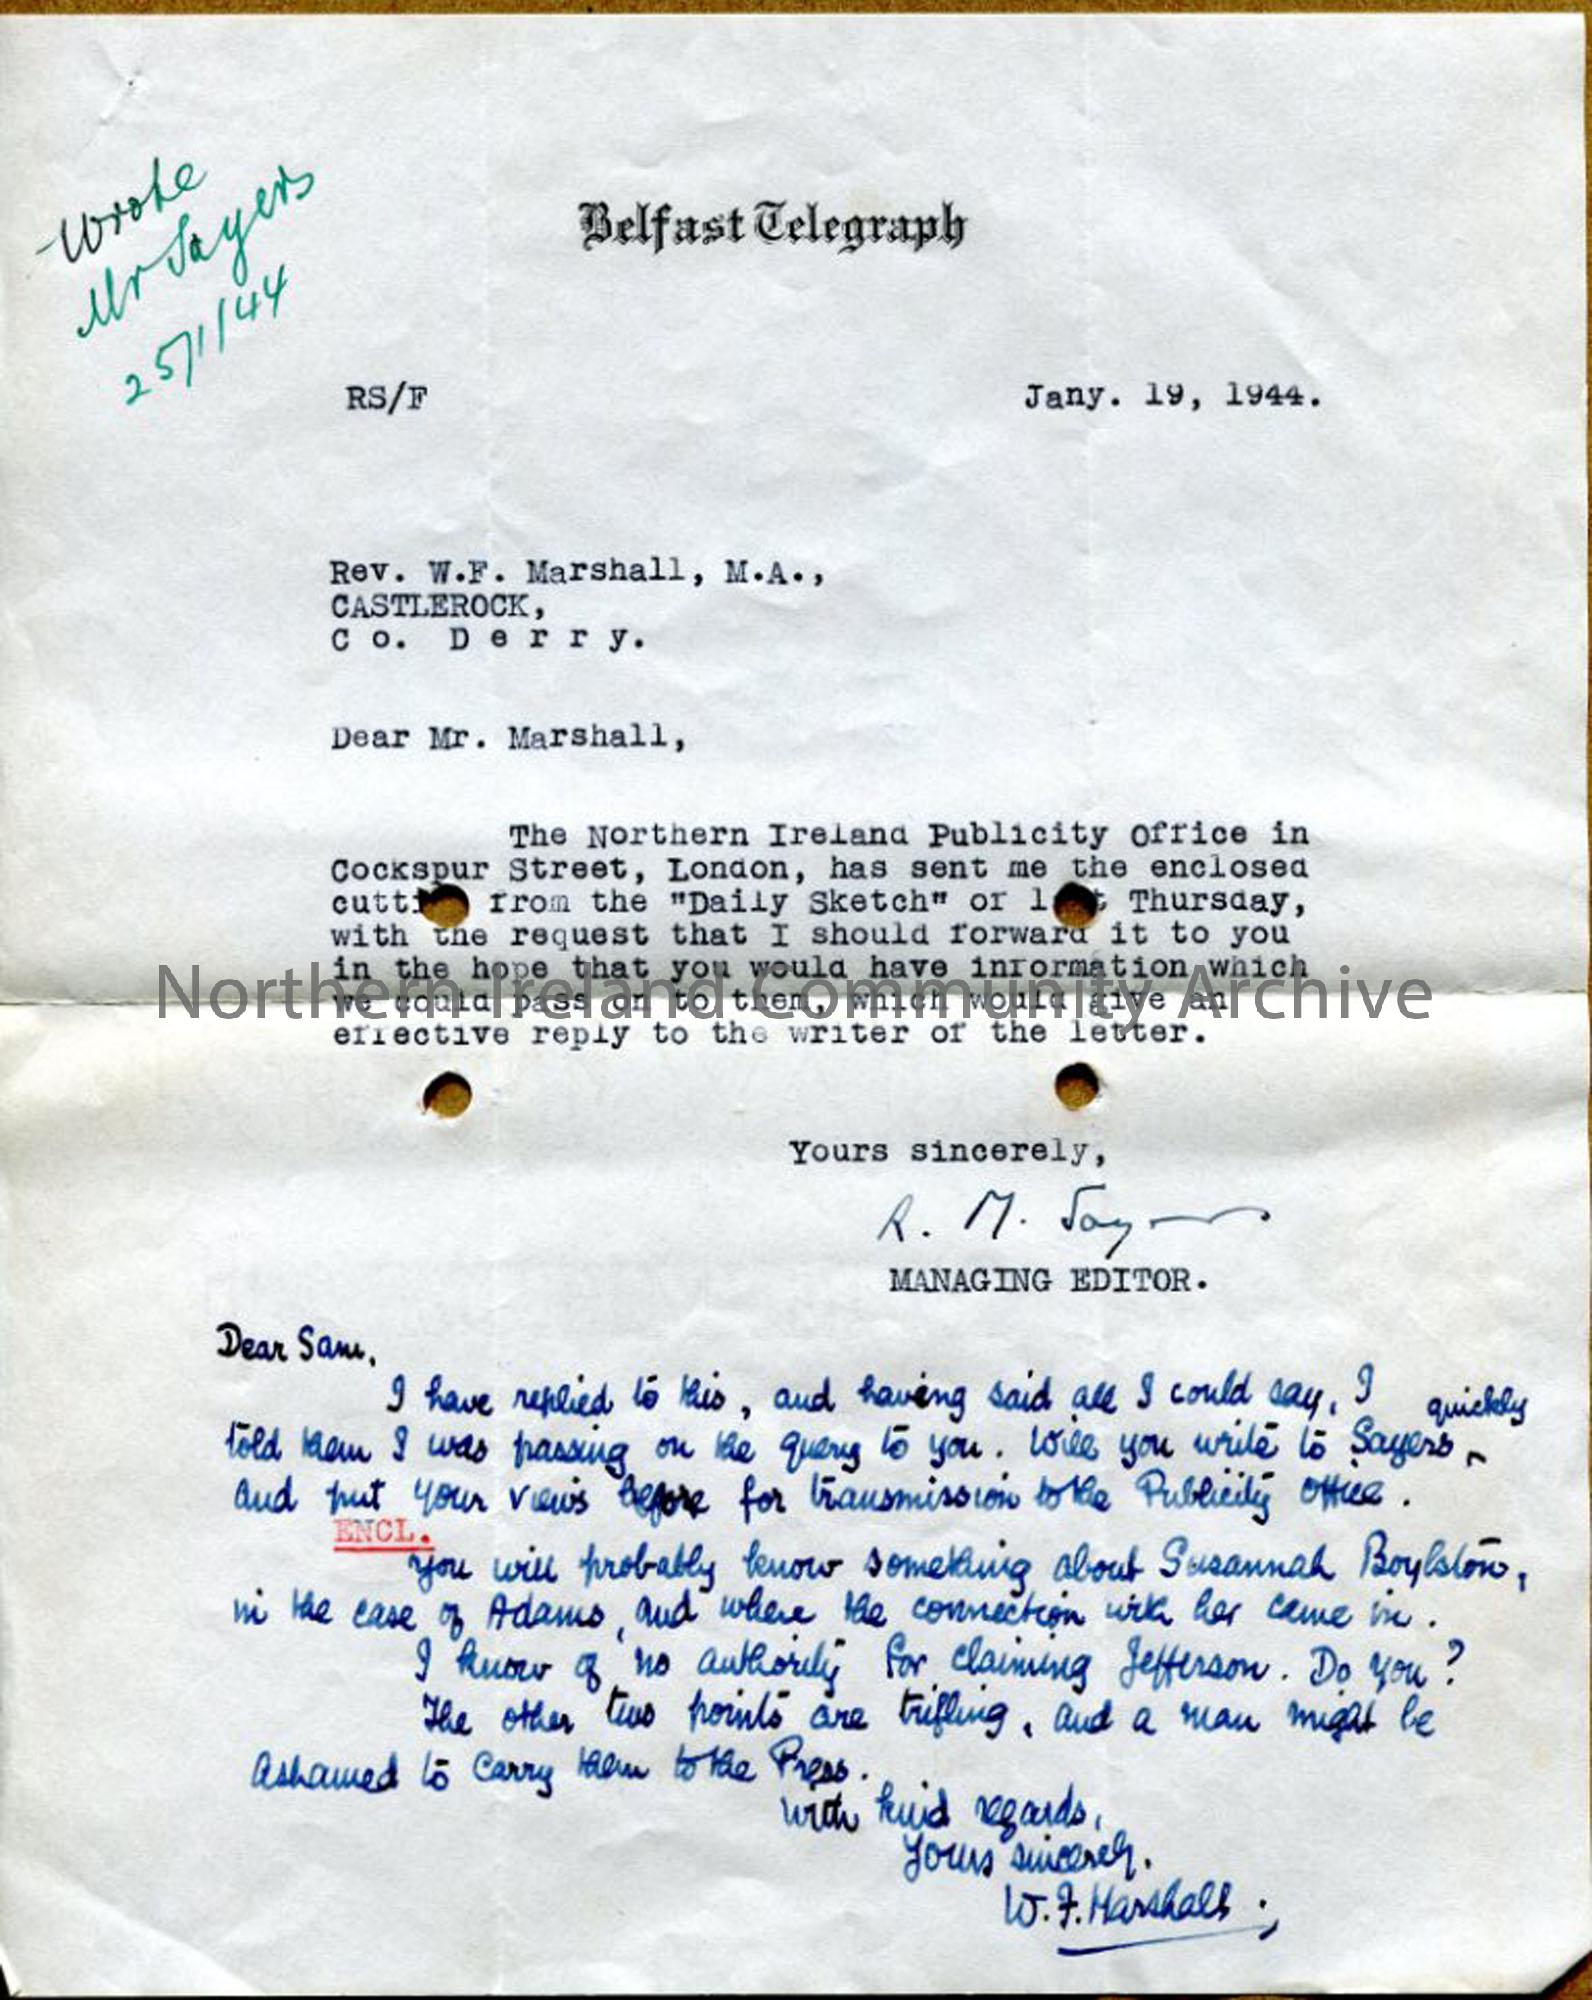 Wrote
Mr Sayers
25/1/44
Belfast Telegraph
RS/F Jany. 19, 1944.
Rev. W.F. Marshall, M.A.,
CASTLEROCK,
Co. Derry.
Dear Mr. Marshall,
The Northern Ireland Publicity Office in
Cockspur Street, London, has sent me the enclosed
cutti from the "Daily Sketch" of l t Thursday,
with the request that I should forward it to you
in the hope that you would have information which
we could pass on to them, which would give an
effective reply to the writer of the letter.
Northern Ireland Community Archive
Yours sincerely,
R. M. Sayers
MANAGING EDITOR.
Dear Sam,
I have replied to this, and having said all I could say, I quickly
told them I was passing on the query to you. Will you write to Sayers,
and put your views before for transmission to the Publicity office.
ENCL.
You will probably know something about Susannah Boylston,
in the case of Adams, and where the connection with her came in.
I know of no authority for claiming Jefferson. Do you?
The other two points are trifling, and a man might be
ashamed to carry them to the Press.
With kind regards,
Yours sincerely,
W. F. Marshall.